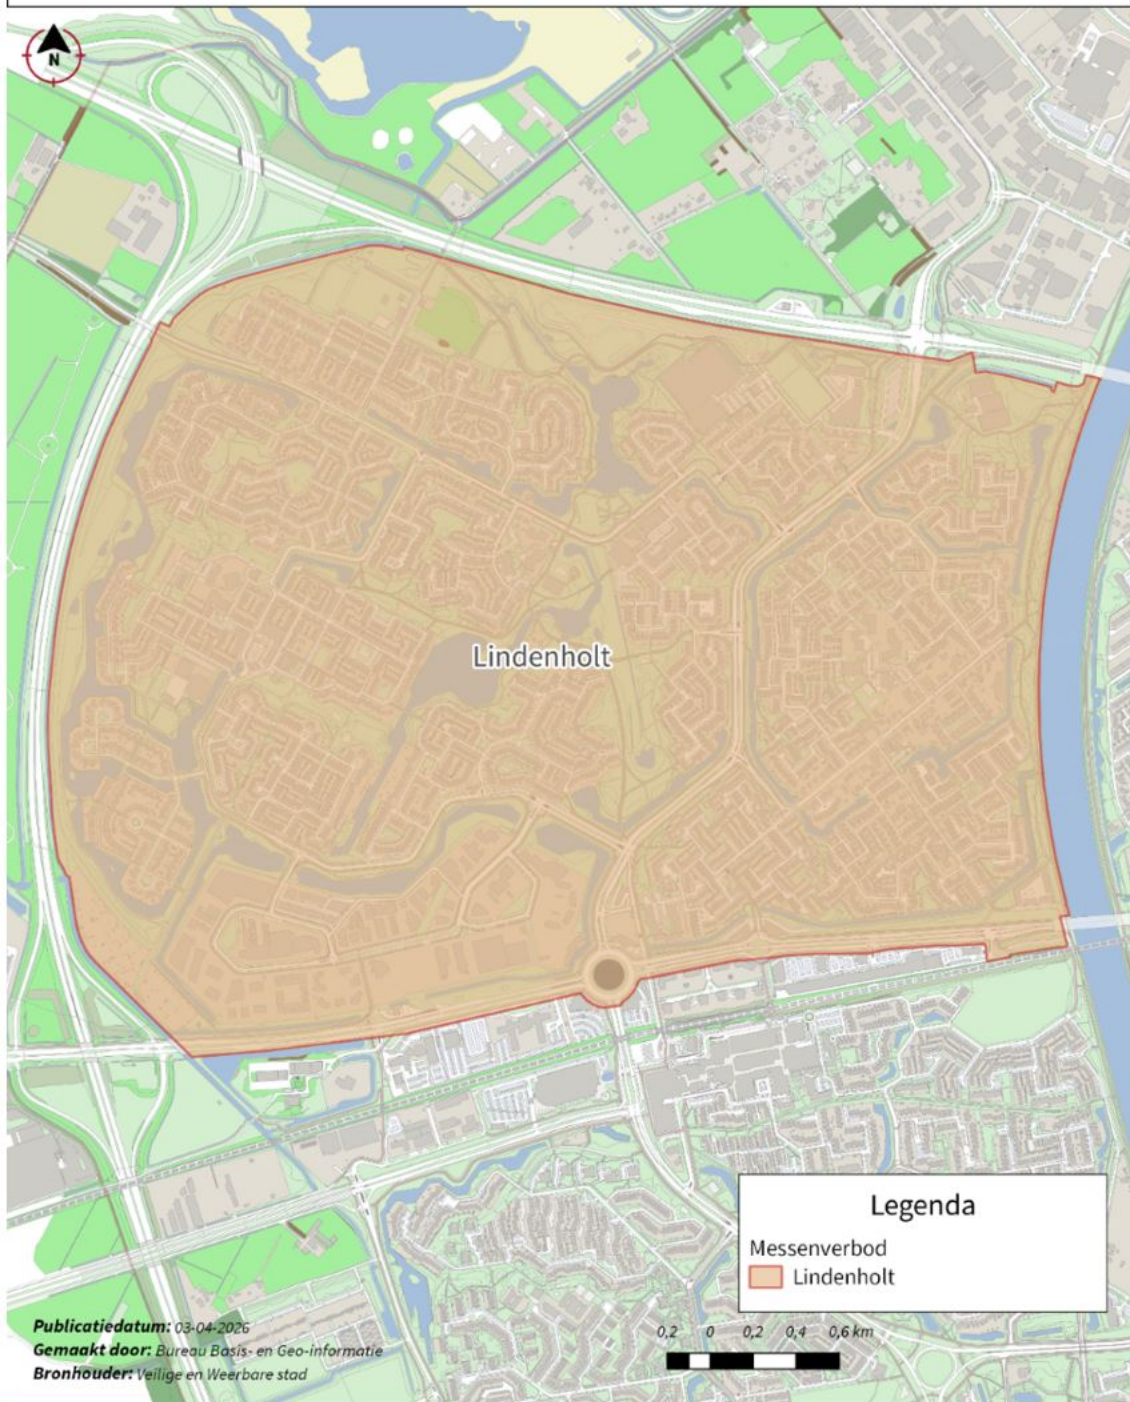 N
Lindenholt
Legenda
Messenverbod
Lindenholt
Publicatiedatum: 03-04-2026
Gemaakt door: Bureau Basis- en Geo-informatie
Bronhouder: Veilige en Weerbare stad
0,2 0 0,2 0,4 0,6 km